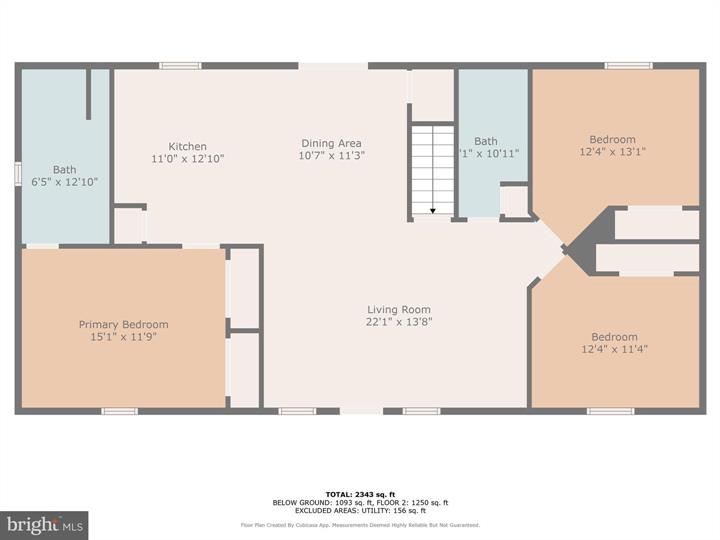 Kitchen
11'0" x 12'10"
Dining Area
10'7" x 11'3"
Bath
6'5" x 12'10"
Bath
'1" x 10'11"
Bedroom
12'4" x 13'1"
Primary Bedroom
15'1" x 11'9"
Living Room
22'1" x 13'8"
Bedroom
12'4" x 11'4"
TOTAL: 2343 sq. ft
BELOW GROUND: 1093 sq. ft, FLOOR 2: 1250 sq. ft
EXCLUDED AREAS: UTILITY: 156 sq. ft
Floor Plan Created By Cubicasa App. Measurements Deemed Highly Reliable But Not Guaranteed.
bright MLS